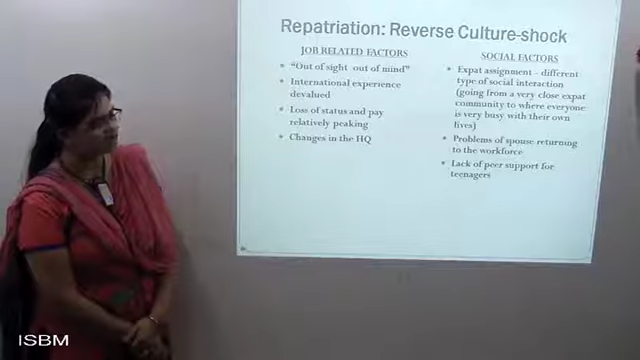 Repatriation: Reverse Culture-shock
JOB RELATED FACTORS
• "Out of sight out of mind"
• International experience
devalued
• Loss of status and pay
relatively peaking
• Changes in the HQ
SOCIAL FACTORS
• Expat assignment - different
type of social interaction
(going from a very close expat
community to where everyone
is very busy with their own
lives)
• Problems of spouse returning
to the workforce
• Lack of peer support for
teenagers
ISBM